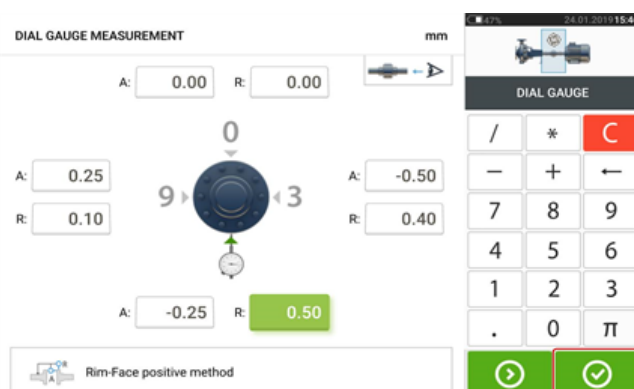 47% 24.01.2019 15:40
DIAL GAUGE MEASUREMENT mm
A: 0.00 R: 0.00
DIAL GAUGE
0
/ * C
A: 0.25 A: -0.50
− + ←
9 3
R: 0.10 R: 0.40
7 8 9
4 5 6
A: -0.25 R: 0.50
1 2 3
. 0 π
A R
Rim-Face positive method